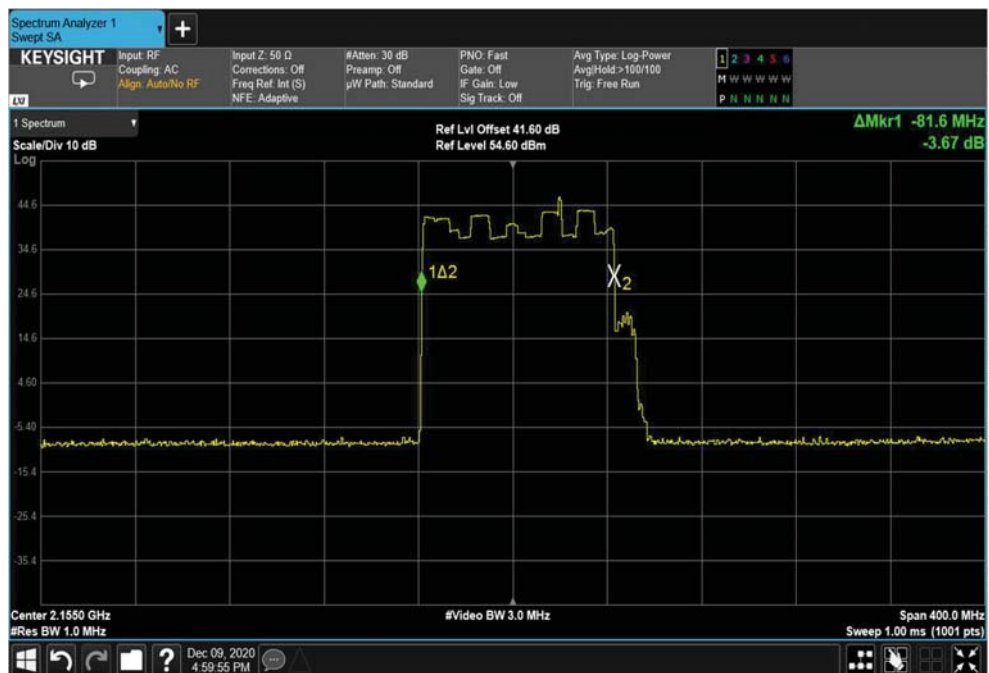 Spectrum Analyzer 1
Swept SA
+
KEYSIGHT
LXI
Input: RF
Coupling: AC
Align: Auto/No RF
Input Z: 50 Ω
Corrections: Off
Freq Ref: Int (S)
NFE: Adaptive
#Atten: 30 dB
Preamp: Off
µW Path: Standard
PNO: Fast
Gate: Off
IF Gain: Low
Sig Track: Off
Avg Type: Log-Power
Avg|Hold:>100/100
Trig: Free Run
1 2 3 4 5 6
M W W W W W
P N N N N N
1 Spectrum
Scale/Div 10 dB
Log
Ref Lvl Offset 41.60 dB
Ref Level 54.60 dBm
ΔMkr1 -81.6 MHz
-3.67 dB
44.6
34.6
24.6
14.6
4.60
-5.40
-15.4
-25.4
-35.4
1Δ2
X2
Center 2.1550 GHz
#Res BW 1.0 MHz
#Video BW 3.0 MHz
Span 400.0 MHz
Sweep 1.00 ms (1001 pts)
?
Dec 09, 2020
4:59:55 PM